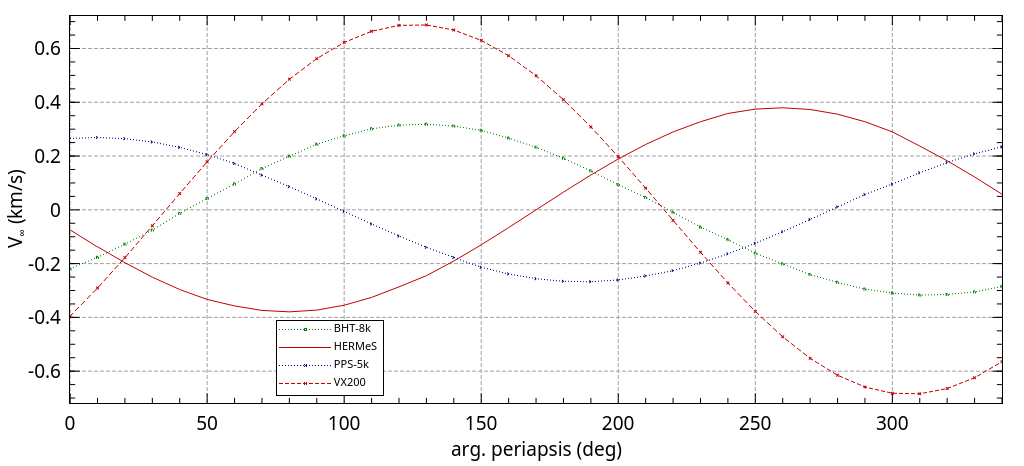 0.6
0.4
0.2
0
-0.2
-0.4
-0.6
V∞ (km/s)
BHT-8k
HERMeS
PPS-5k
VX200
0 50 100 150 200 250 300
arg. periapsis (deg)